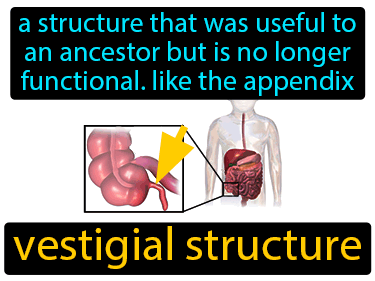 a structure that was useful to
an ancestor but is no longer
functional. like the appendix
vestigial structure